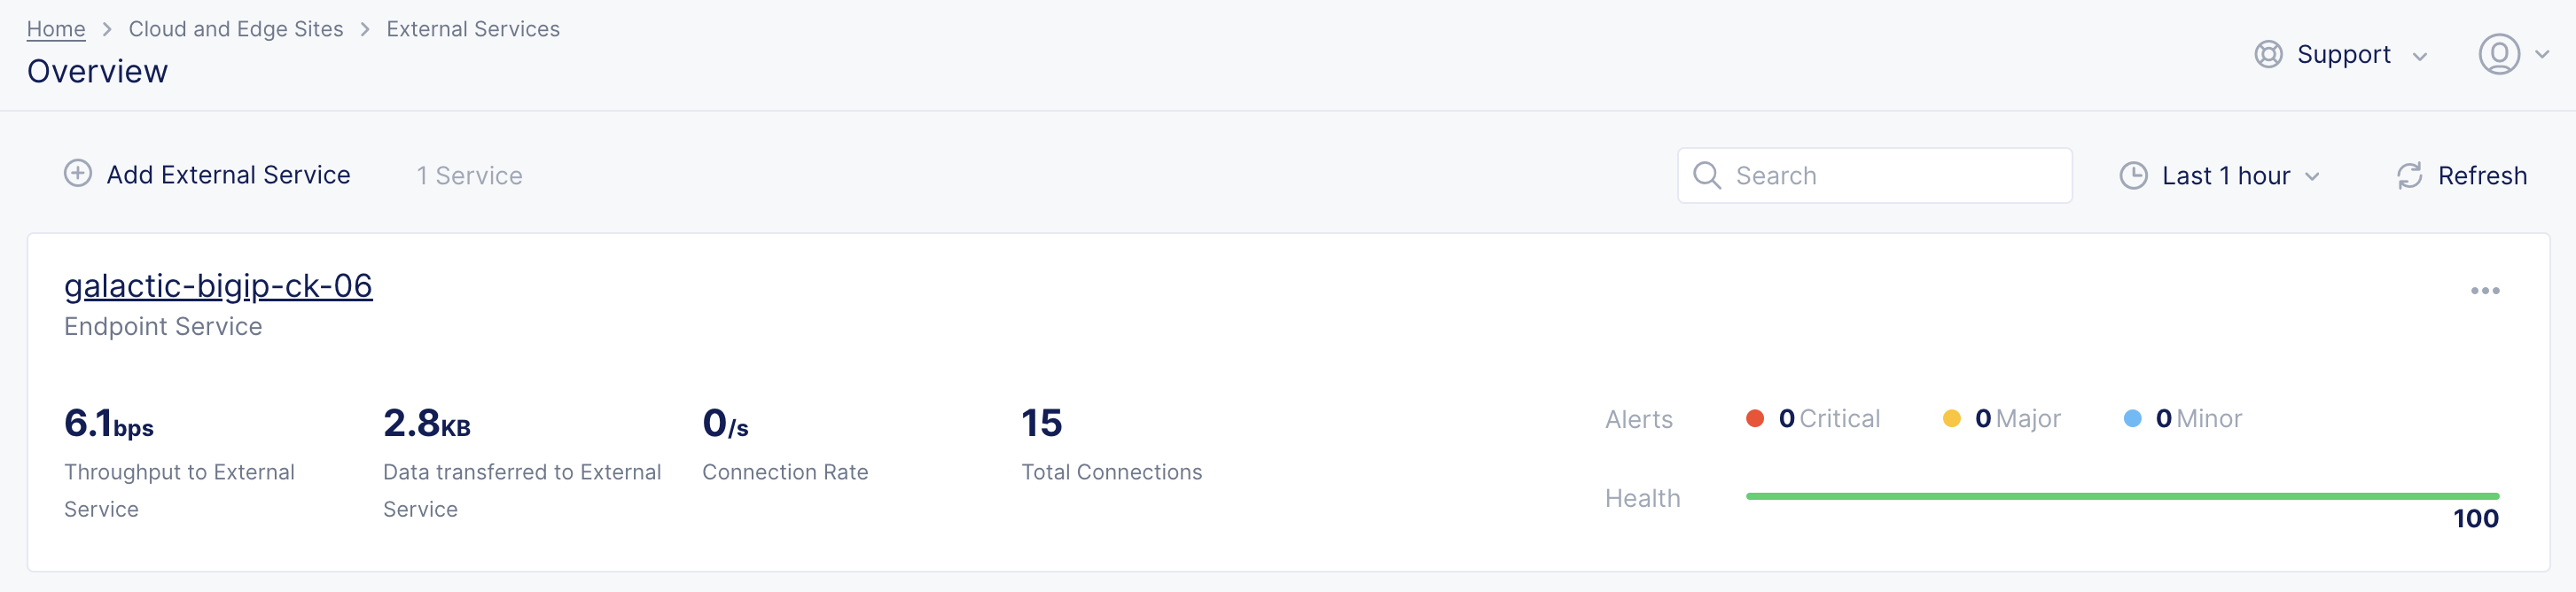 Home > Cloud and Edge Sites > External Services
Overview
Support
Add External Service
1 Service
Search
Last 1 hour
Refresh
galactic-bigip-ck-06
Endpoint Service
6.1bps
Throughput to External
Service
2.8KB
Data transferred to External
Service
0/s
Connection Rate
15
Total Connections
Alerts
0 Critical
0 Major
0 Minor
Health
100